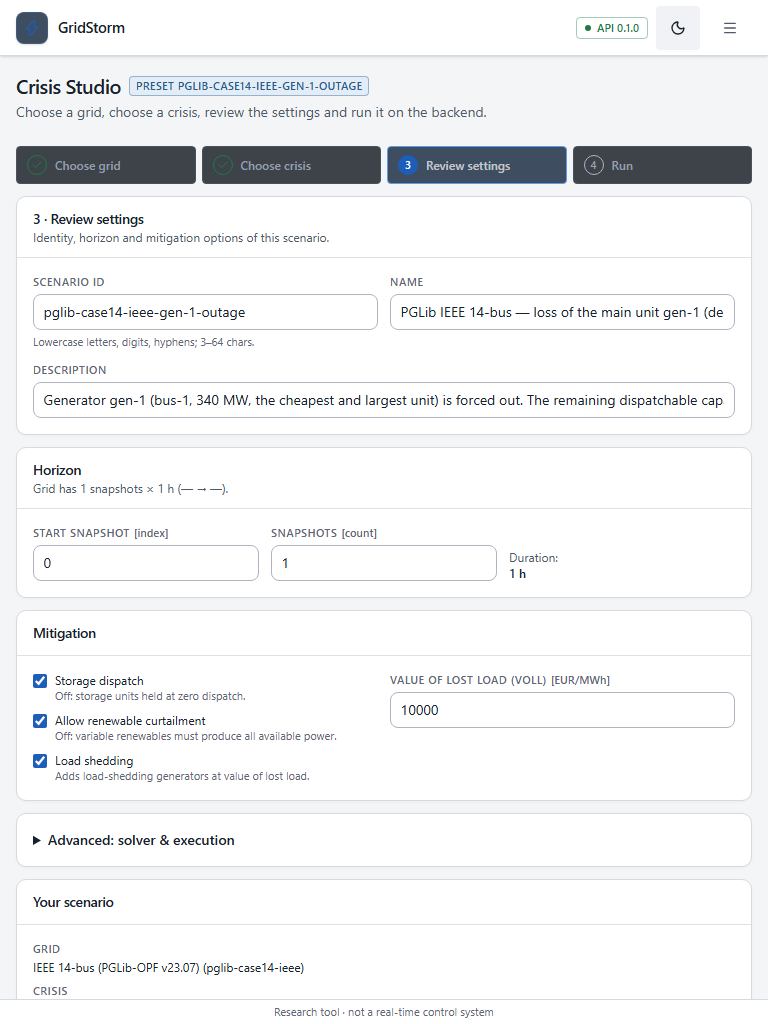 GridStorm
API 0.1.0
Crisis Studio
PRESET PGLIB-CASE14-IEEE-GEN-1-OUTAGE
Choose a grid, choose a crisis, review the settings and run it on the backend.
Choose grid
Choose crisis
3 Review settings
4 Run
3 · Review settings
Identity, horizon and mitigation options of this scenario.
SCENARIO ID
NAME
pglib-case14-ieee-gen-1-outage
PGLib IEEE 14-bus — loss of the main unit gen-1 (de
Lowercase letters, digits, hyphens; 3–64 chars.
DESCRIPTION
Generator gen-1 (bus-1, 340 MW, the cheapest and largest unit) is forced out. The remaining dispatchable cap
Horizon
Grid has 1 snapshots × 1 h (— → —).
START SNAPSHOT [index]
SNAPSHOTS [count]
0
1
Duration:
1 h
Mitigation
Storage dispatch
Off: storage units held at zero dispatch.
Allow renewable curtailment
Off: variable renewables must produce all available power.
Load shedding
Adds load-shedding generators at value of lost load.
VALUE OF LOST LOAD (VOLL) [EUR/MWh]
10000
Advanced: solver & execution
Your scenario
GRID
IEEE 14-bus (PGLib-OPF v23.07) (pglib-case14-ieee)
CRISIS
Research tool · not a real-time control system